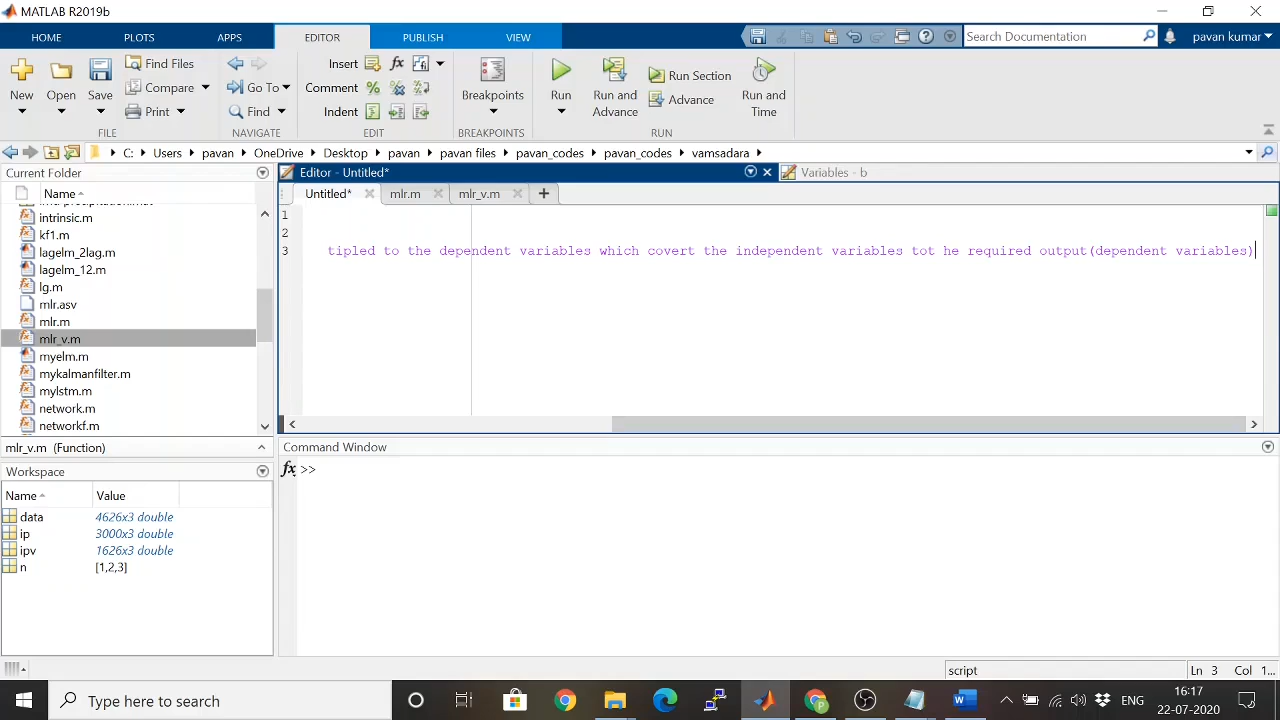 MATLAB R2019b
HOME PLOTS APPS EDITOR PUBLISH VIEW Search Documentation pavan kumar
New Open Save Find Files Compare Print
Go To Find
Insert Comment Indent
Breakpoints
Run Run and Advance Run Section Advance Run and Time
FILE NAVIGATE EDIT BREAKPOINTS RUN
C: Users pavan OneDrive Desktop pavan pavan files pavan_codes pavan_codes vamsadara
Current Folder
Name
intrinsic.m
kf1.m
lagelm_2lag.m
lagelm_12.m
lg.m
mlr.asv
mlr.m
mlr_v.m
myelm.m
mykalmanfilter.m
mylstm.m
network.m
networkf.m
mlr_v.m (Function)
Workspace
Name Value
data 4626x3 double
ip 3000x3 double
ipv 1626x3 double
n [1,2,3]
Editor - Untitled* Variables - b
Untitled* mlr.m mlr_v.m
1
2
3 tipled to the dependent variables which covert the independent variables tot he required output(dependent variables)
Command Window
fx >>
script Ln 3 Col 1...
Type here to search
ENG 16:17
22-07-2020